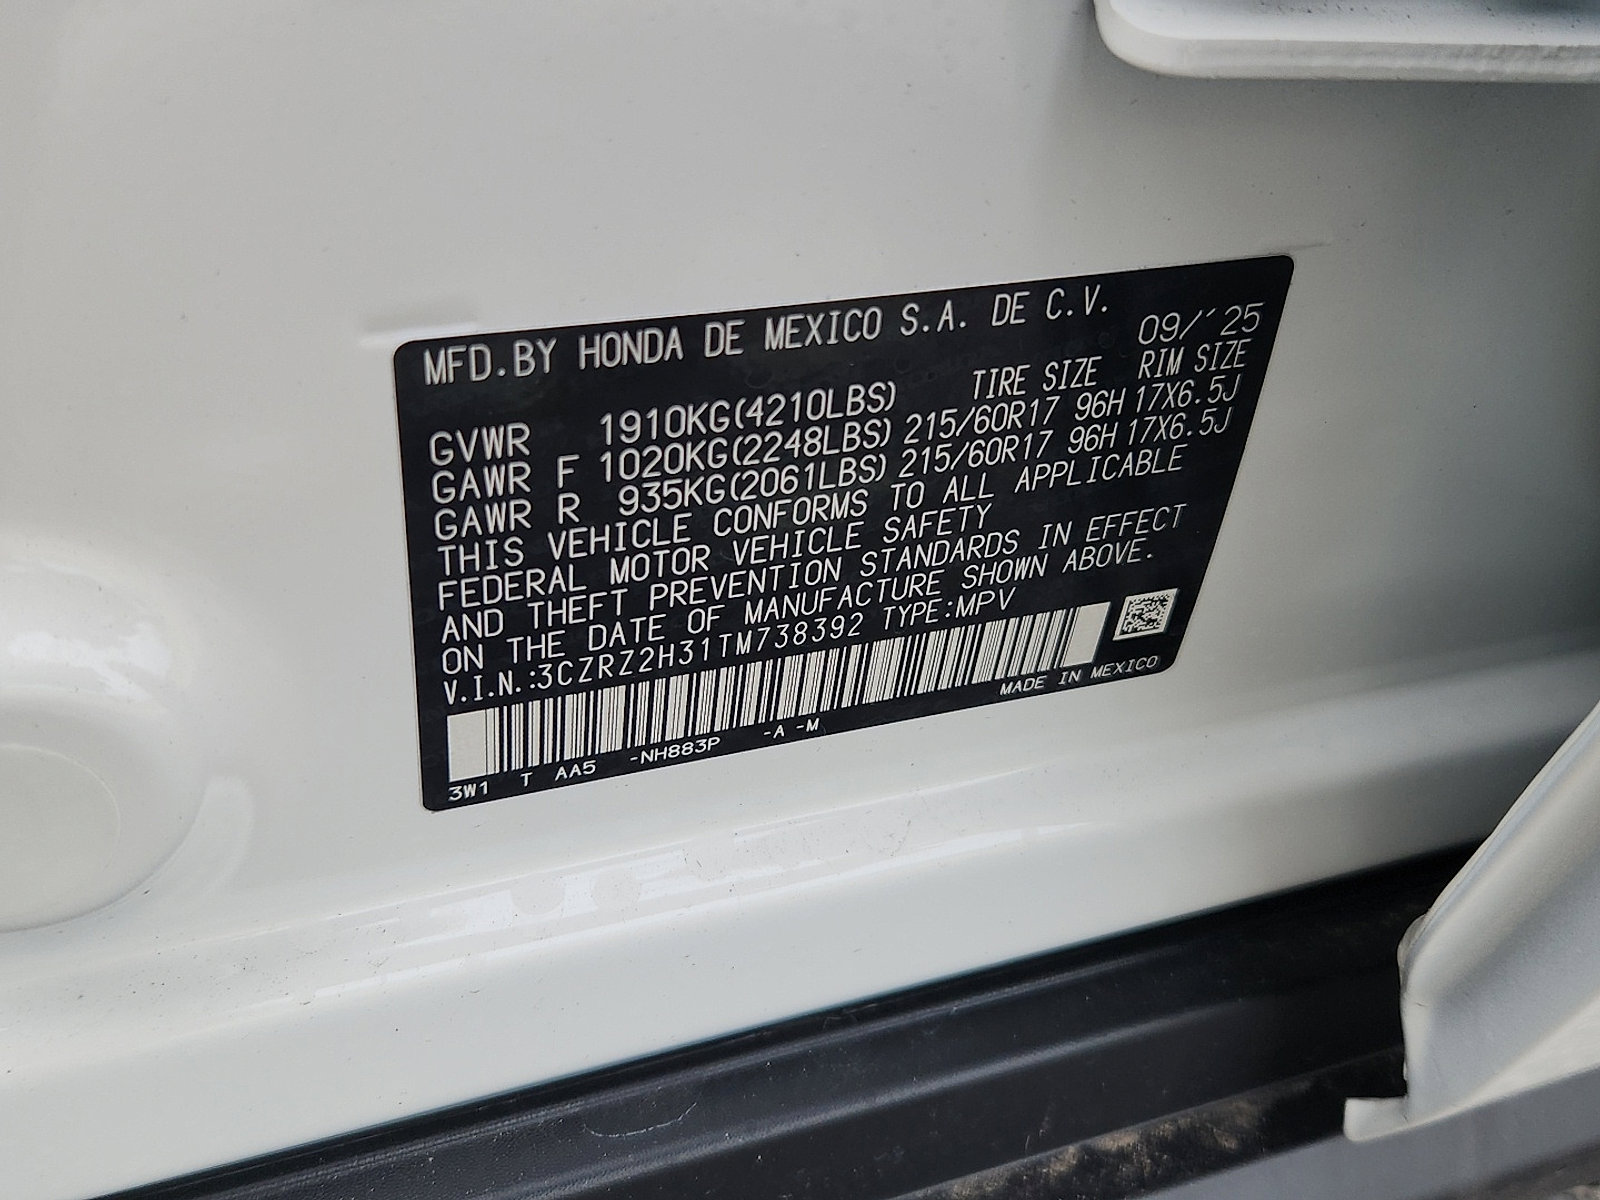 MFD.BY HONDA DE MEXICO S.A. DE C.V.
09/´25
GVWR 1910KG(4210LBS) TIRE SIZE RIM SIZE
GAWR F 1020KG(2248LBS) 215/60R17 96H 17X6.5J
GAWR R 935KG(2061LBS) 215/60R17 96H 17X6.5J
THIS VEHICLE CONFORMS TO ALL APPLICABLE
FEDERAL MOTOR VEHICLE SAFETY
AND THEFT PREVENTION STANDARDS IN EFFECT
ON THE DATE OF MANUFACTURE SHOWN ABOVE.
V.I.N.:3CZRZ2H31TM738392 TYPE:MPV
MADE IN MEXICO
3W1 T AA5 -NH883P -A -M